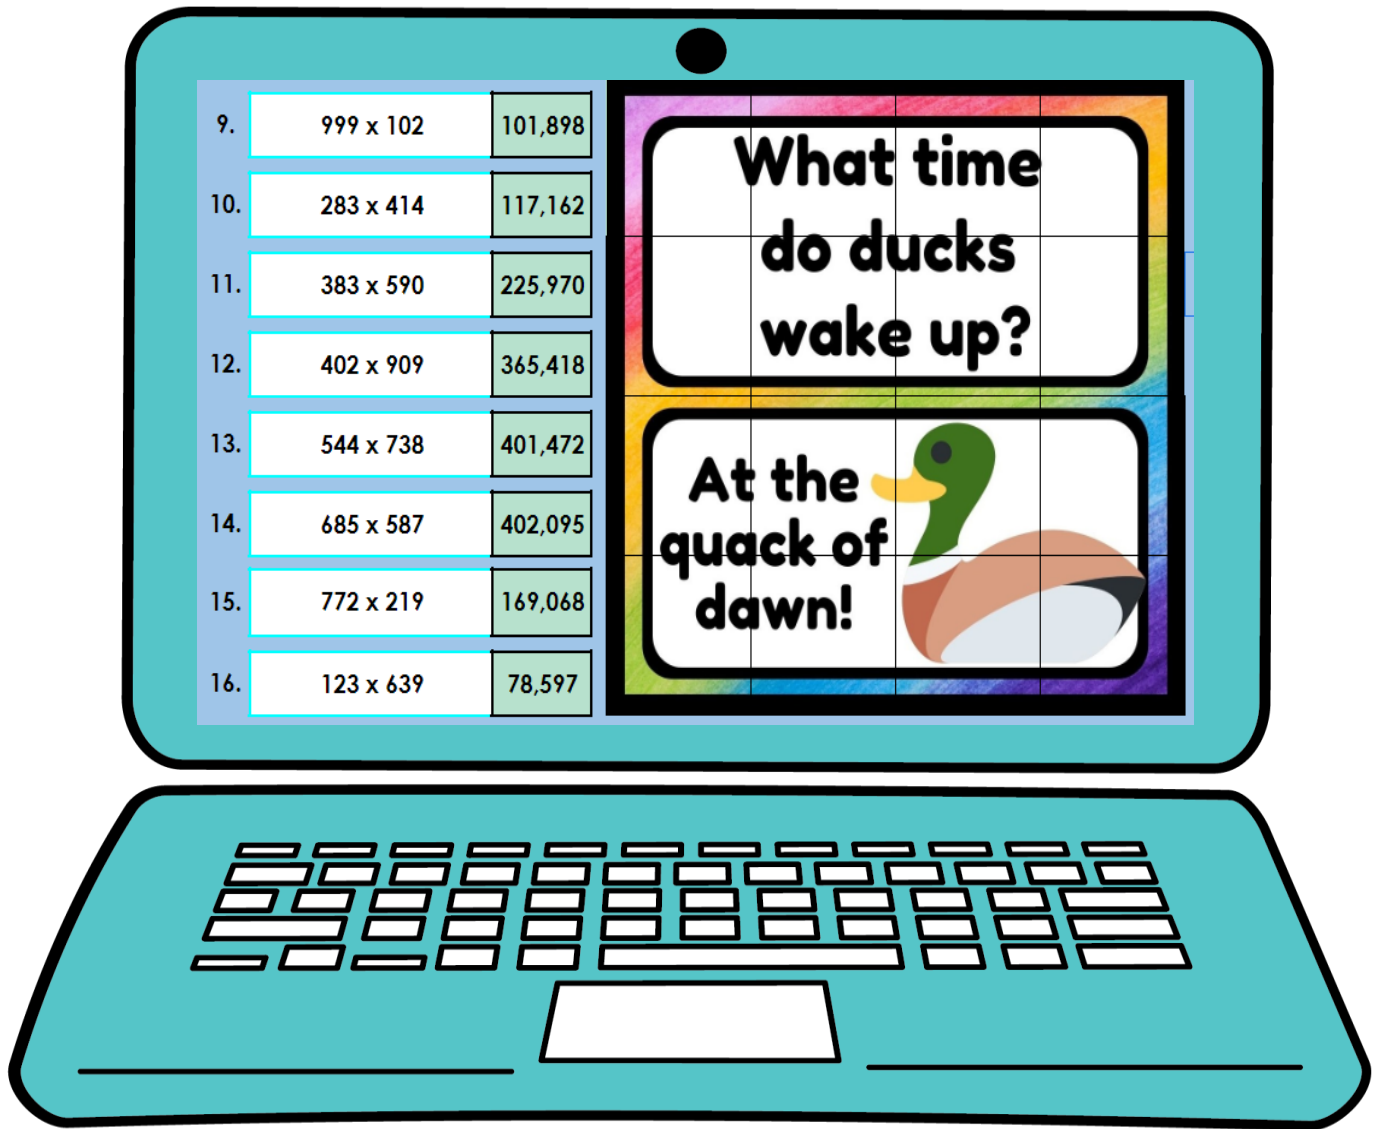 9. 999 x 102 101,898
10. 283 x 414 117,162
11. 383 x 590 225,970
12. 402 x 909 365,418
13. 544 x 738 401,472
14. 685 x 587 402,095
15. 772 x 219 169,068
16. 123 x 639 78,597
What time
do ducks
wake up?
At the
quack of
dawn!